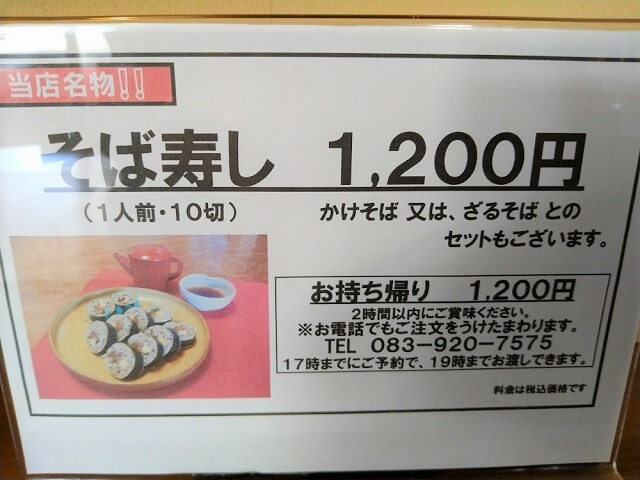 当店名物!!
そば寿し 1,200円
(1人前・10切)
かけそば 又は、ざるそば との
セットもございます。
お持ち帰り 1,200円
2時間以内にご賞味ください。
※お電話でもご注文をうけたまわります。
TEL 083-920-7575
17時までにご予約で、19時までお渡しできます。
料金は税込価格です